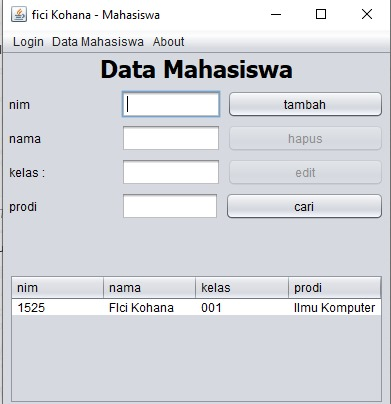 fici Kohana - Mahasiswa
Login Data Mahasiswa About
Data Mahasiswa
nim tambah
nama hapus
kelas : edit
prodi cari
nim nama kelas prodi
1525 FIci Kohana 001 Ilmu Komputer